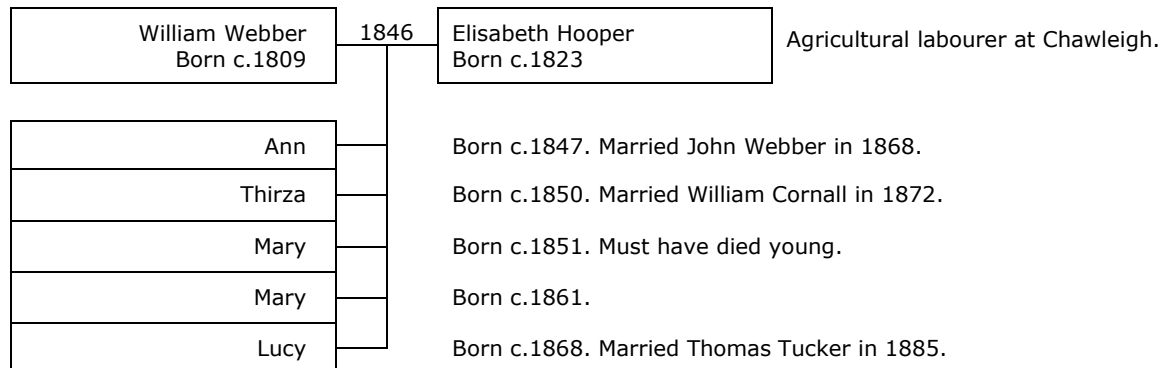 William Webber
Born c.1809
1846
Elisabeth Hooper
Born c.1823
Agricultural labourer at Chawleigh.
Ann
Born c.1847. Married John Webber in 1868.
Thirza
Born c.1850. Married William Cornall in 1872.
Mary
Born c.1851. Must have died young.
Mary
Born c.1861.
Lucy
Born c.1868. Married Thomas Tucker in 1885.